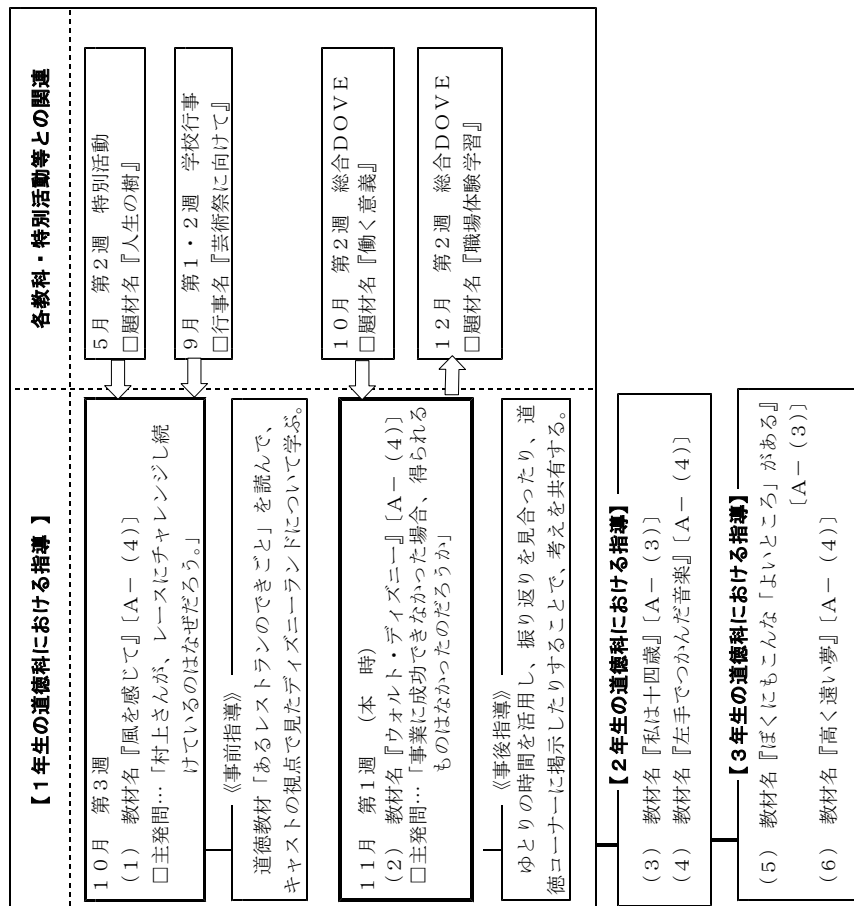 【1年生の道徳科における指導 】
各教科・特別活動等との関連
10月 第3週
(1) 教材名『風を感じて』〔A－(4)〕
□主発問…「村上さんが、レースにチャレンジし続
けているのはなぜだろう。」
5月 第2週 特別活動
□題材名『人生の樹』
9月 第1・2週 学校行事
□行事名『芸術祭に向けて』
《事前指導》
道徳教材「あるレストランのできごと」を読んで、
キャストの視点で見たディズニーランドについて学ぶ。
11月 第1週 (本 時)
(2) 教材名『ウォルト・ディズニー』〔A－(4)〕
□主発問…「事業に成功できなかった場合、得られる
ものはなかったのだろうか」
10月 第2週 総合DOVE
□題材名『働く意義』
12月 第2週 総合DOVE
□題材名『職場体験学習』
《事後指導》
ゆとりの時間を活用し、振り返りを見合ったり、道
徳コーナーに掲示したりすることで、考えを共有する。
【2年生の道徳科における指導】
(3) 教材名『私は十四歳』〔A－(3)〕
(4) 教材名『左手でつかんだ音楽』〔A－(4)〕
【3年生の道徳科における指導】
(5) 教材名『ぼくにもこんな「よいところ」がある』
〔A－(3)〕
(6) 教材名『高く遠い夢』〔A－(4)〕